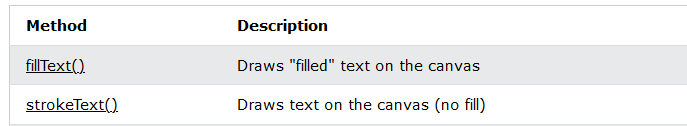 Method Description
fillText() Draws "filled" text on the canvas
strokeText() Draws text on the canvas (no fill)